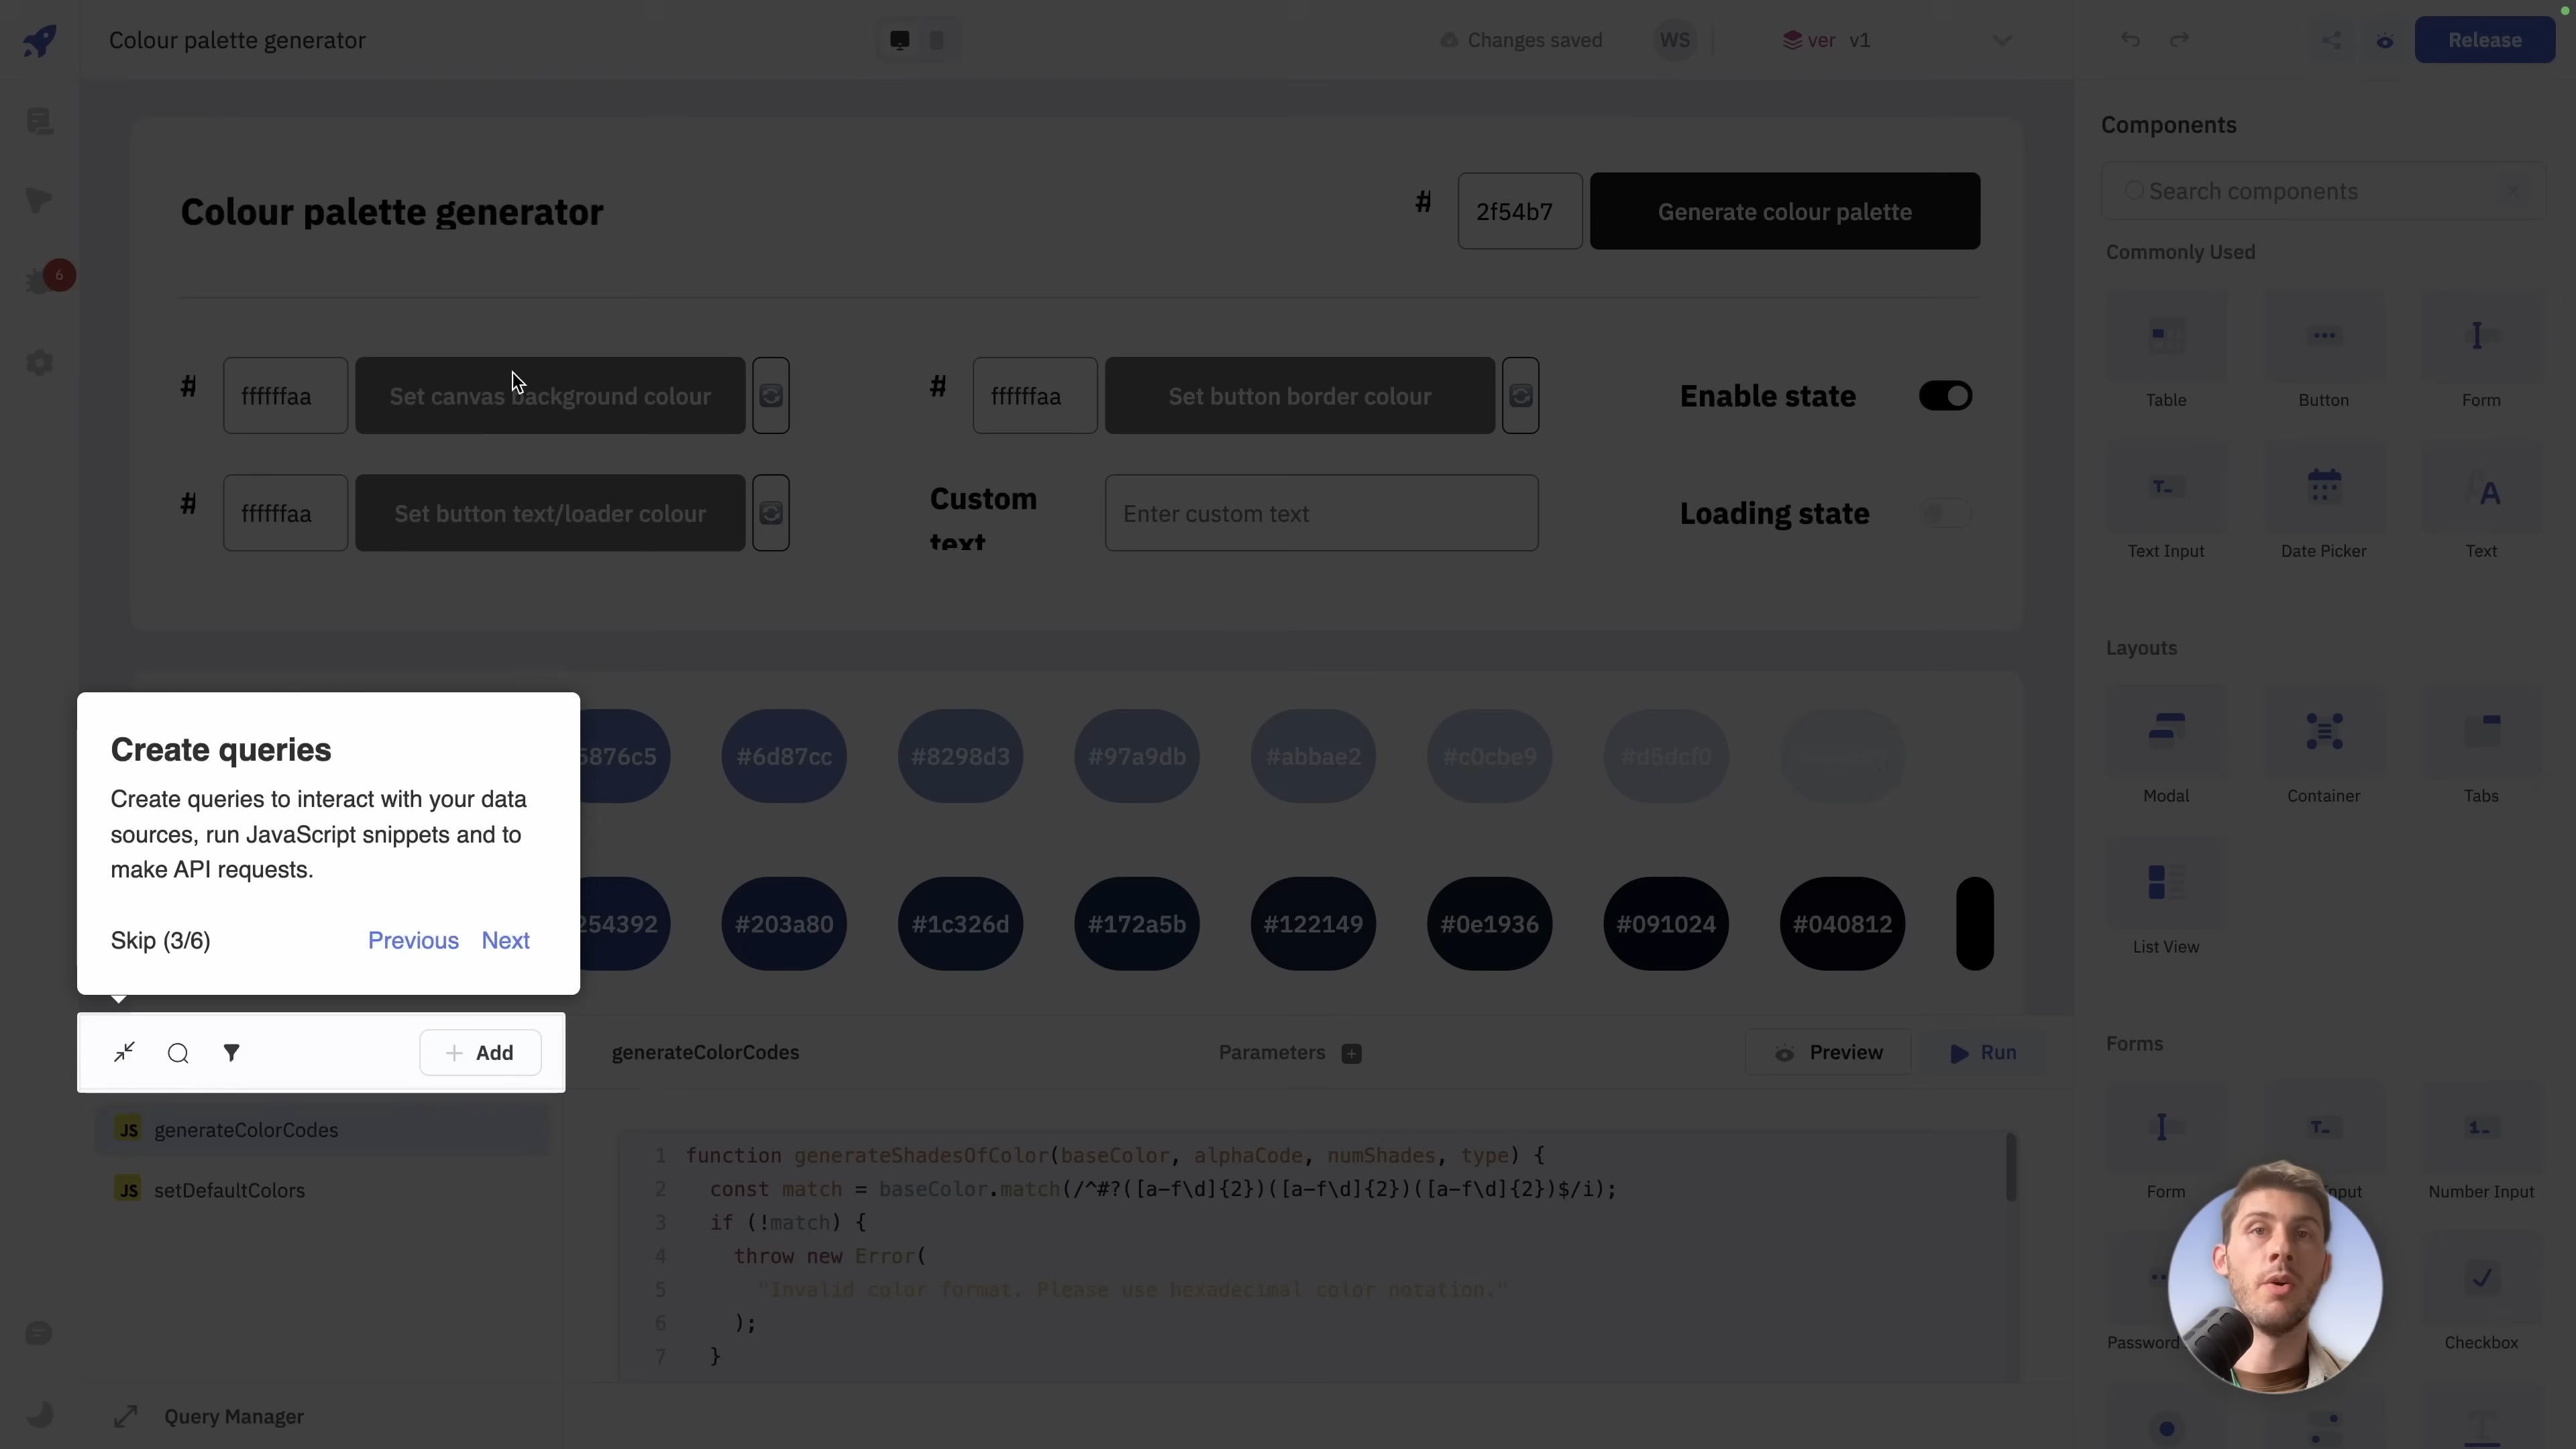 Colour palette generator
Changes saved
WS
ver v1
Release
6
Colour palette generator
#
2f54b7
Generate colour palette
#
ffffffaa
Set canvas background colour
#
ffffffaa
Set button border colour
Enable state
#
ffffffaa
Set button text/loader colour
Custom
text
Enter custom text
Loading state
5876c5
#6d87cc
#8298d3
#97a9db
#abbae2
#c0cbe9
#d5dcf0
254392
#203a80
#1c326d
#172a5b
#122149
#0e1936
#091024
#040812
Create queries
Create queries to interact with your data
sources, run JavaScript snippets and to
make API requests.
Skip (3/6)
Previous
Next
Add
JS generateColorCodes
JS setDefaultColors
Query Manager
generateColorCodes
Parameters
Preview
Run
1 function generateShadesOfColor(baseColor, alphaCode, numShades, type) {
2 const match = baseColor.match(/^#?([a-f\d]{2})([a-f\d]{2})([a-f\d]{2})$/i);
3 if (!match) {
4 throw new Error(
5 "Invalid color format. Please use hexadecimal color notation."
6 );
7 }
Components
Search components
Commonly Used
Table
Button
Form
Text Input
Date Picker
Text
Layouts
Modal
Container
Tabs
List View
Forms
Form
Number Input
Password
Checkbox